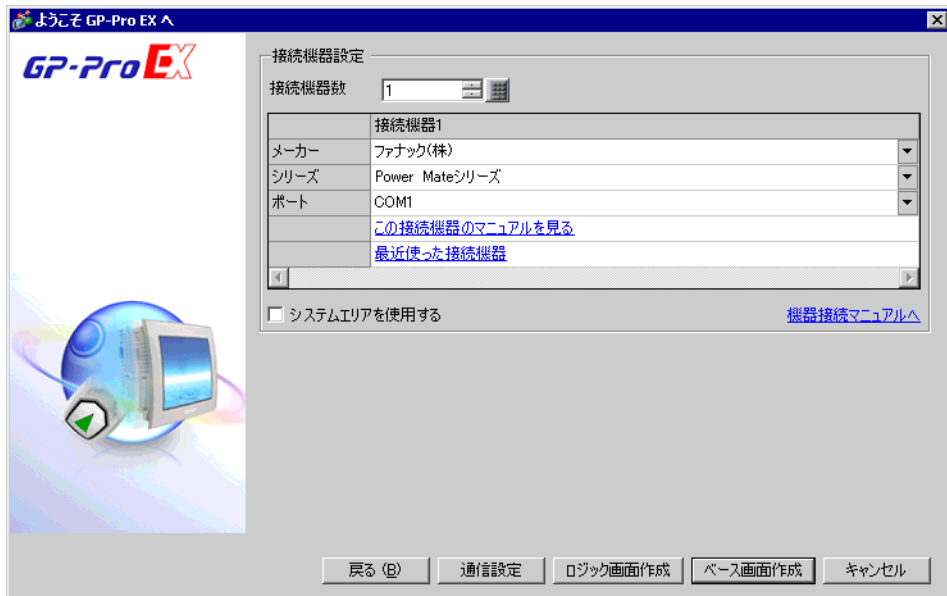 ようこそ GP-Pro EX へ
GP-Pro EX
接続機器設定
接続機器数 1
接続機器1
メーカー ファナック(株)
シリーズ Power Mateシリーズ
ポート COM1
この接続機器のマニュアルを見る
最近使った接続機器
システムエリアを使用する 機器接続マニュアルへ
戻る (B) 通信設定 ロジック画面作成 ベース画面作成 キャンセル